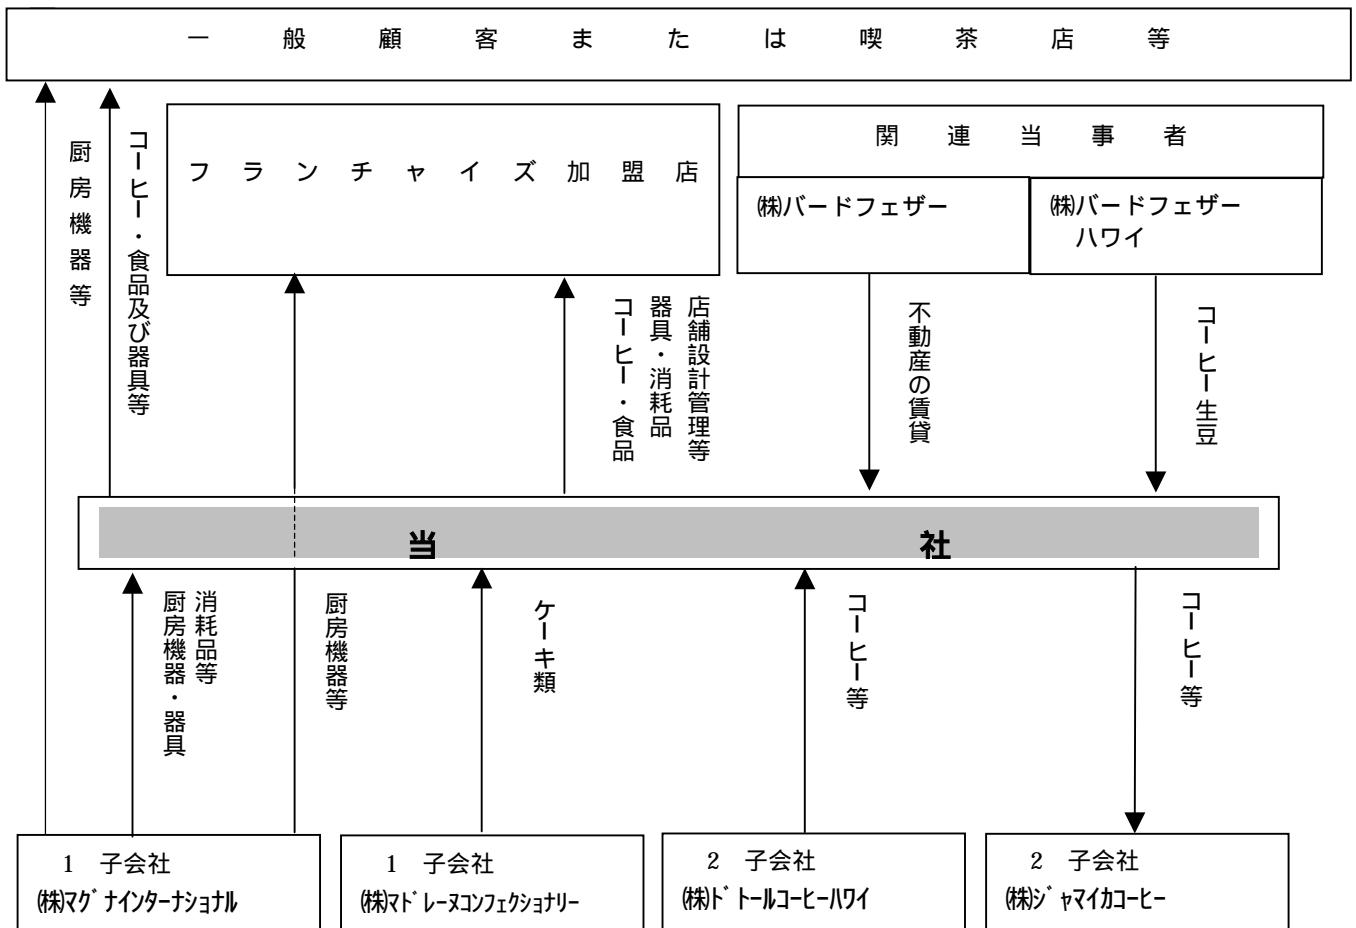 一般顧客または喫茶店等
厨房機器等
コーヒー・食品及び器具等
フランチャイズ加盟店
関連当事者
㈱バードフェザー
㈱バードフェザー
ハワイ
店舗設計管理等
器具・消耗品
コーヒー・食品
不動産の賃貸
コーヒー生豆
当社
消耗品等
厨房機器・器具
厨房機器等
ケーキ類
コーヒー等
コーヒー等
1 子会社
㈱マグナインターナショナル
1 子会社
㈱マドレーヌコンフェクショナリー
2 子会社
㈱ドトールコーヒーハワイ
2 子会社
㈱ジャマイカコーヒー